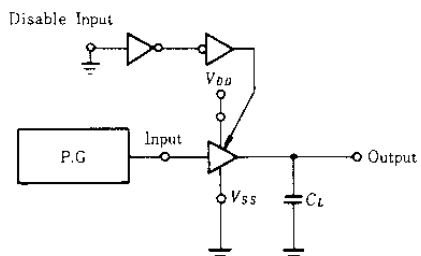 Disable Input
V_DD
P.G
Input
Output
V_SS
C_L